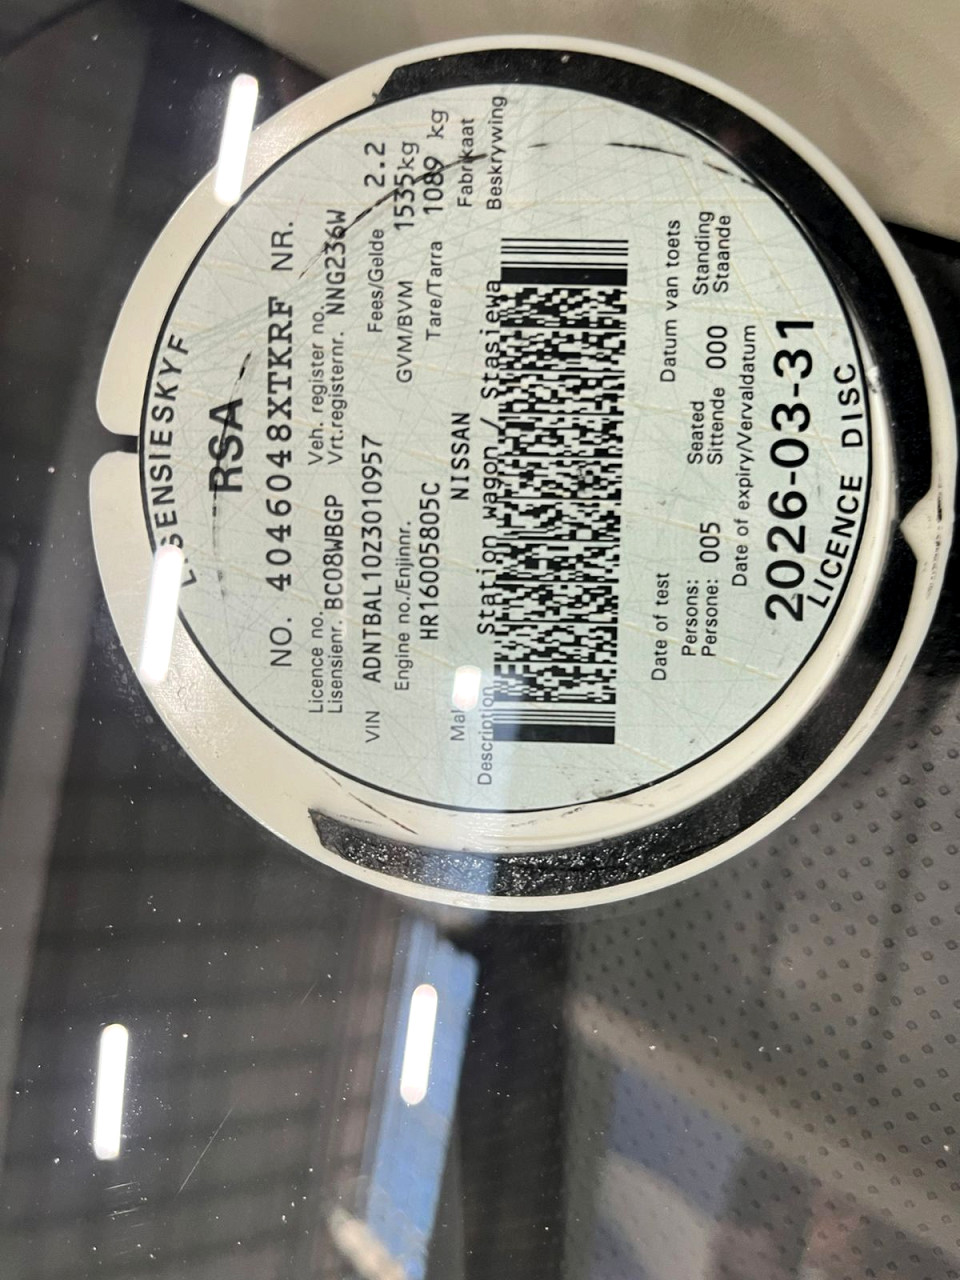 LISENSIESKYF
RSA
NO. 4046048XTKRF NR.
Licence no. Veh. register no.
Lisensienr. BC08WBGP Vrt.registernr. NNG236W
VIN ADNTBAL10Z3010957 Fees/Gelde 2.2
Engine no./Enjinnr. GVM/BVM 1535kg
HR16005805C Tare/Tarra 1089 kg
NISSAN Fabrikaat
Description Station wagon / Stasiewa Beskrywing
Date of test Datum van toets
Persons: Seated Standing
Persone: 005 Sittende 000 Staande
Date of expiry/Vervaldatum
2026-03-31
LICENCE DISC